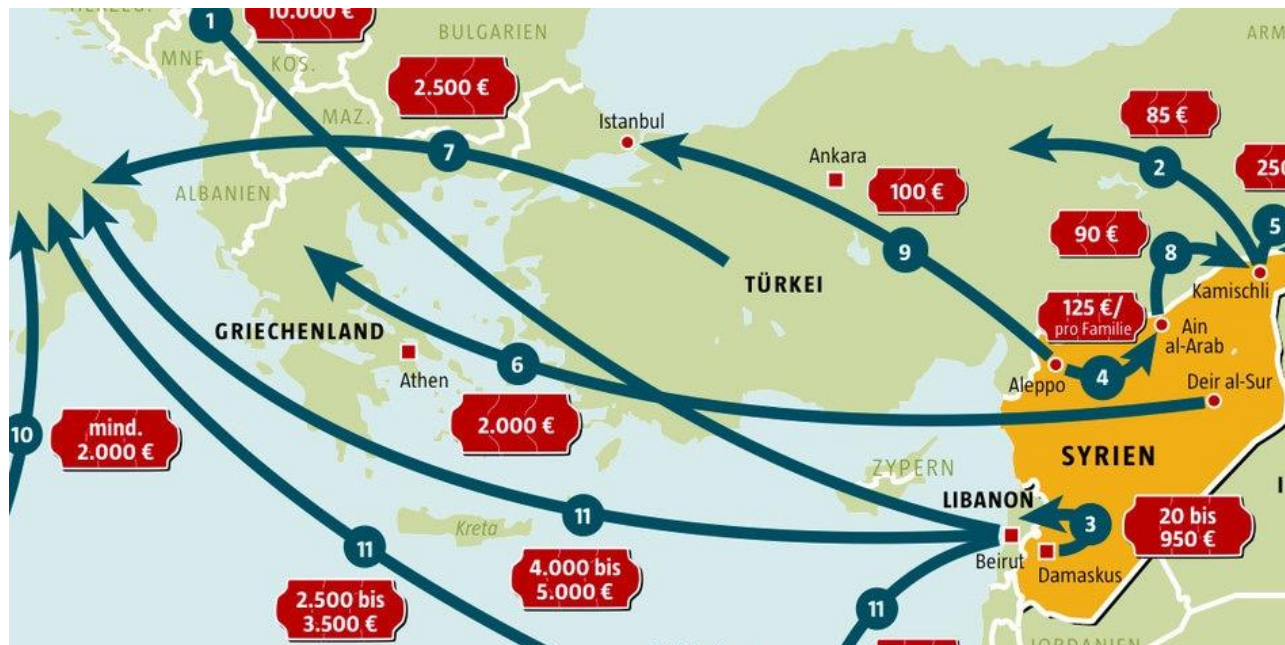 1
10.000 €
BULGARIEN
MNE
KOS.
2.500 €
MAZ.
Istanbul
85 €
7
Ankara
2
ALBANIEN
100 €
5
90 €
8
9
Kamischli
TÜRKEI
125 €/
pro Familie
Ain
al-Arab
GRIECHENLAND
Athen
6
Aleppo
4
Deir al-Sur
10
mind.
2.000 €
2.000 €
SYRIEN
ZYPERN
LIBANON
Kreta
11
3
20 bis
950 €
11
Beirut
Damaskus
4.000 bis
5.000 €
2.500 bis
3.500 €
11